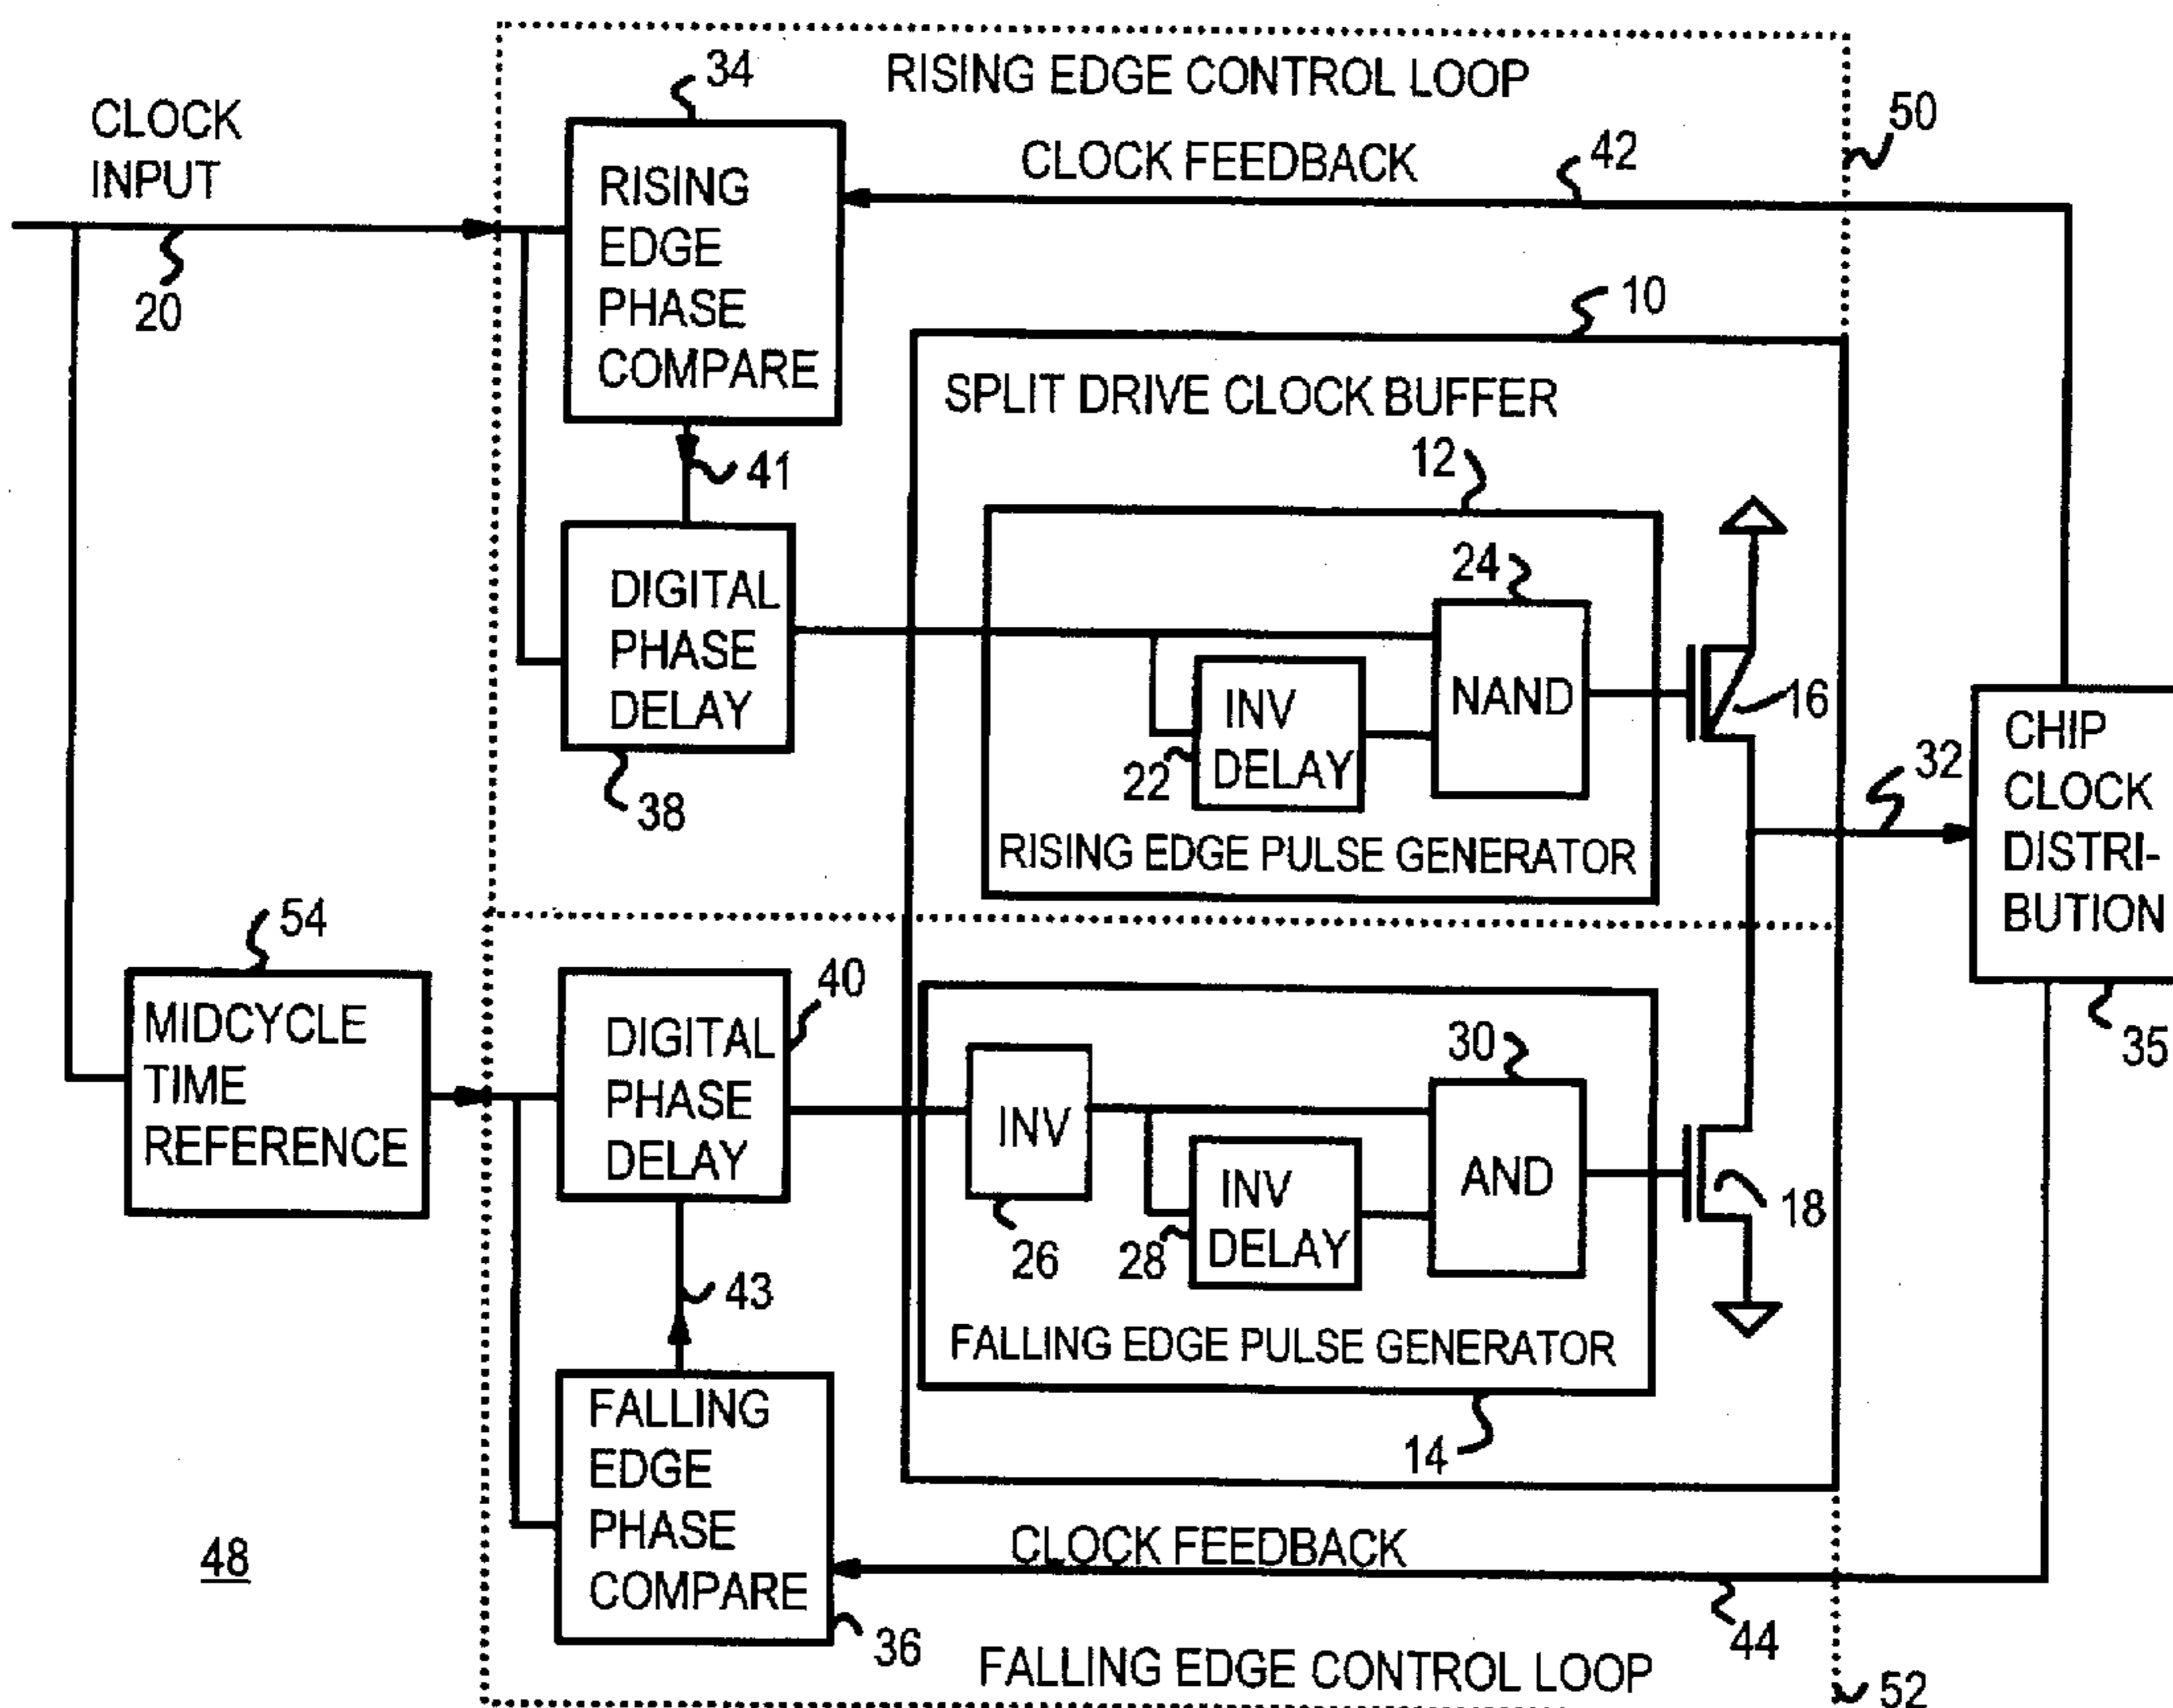 RISING EDGE CONTROL LOOP
34
50
CLOCK
INPUT
20
RISING
EDGE
PHASE
COMPARE
CLOCK FEEDBACK
42
10
SPLIT DRIVE CLOCK BUFFER
41
12
DIGITAL
PHASE
DELAY
38
24
NAND
INV
DELAY
22
RISING EDGE PULSE GENERATOR
16
32
CHIP
CLOCK
DISTRI-
BUTION
35
54
MIDCYCLE
TIME
REFERENCE
DIGITAL
PHASE
DELAY
40
INV
26
30
AND
INV
DELAY
28
18
43
FALLING EDGE PULSE GENERATOR
14
FALLING
EDGE
PHASE
COMPARE
36
CLOCK FEEDBACK
44
48
FALLING EDGE CONTROL LOOP
52